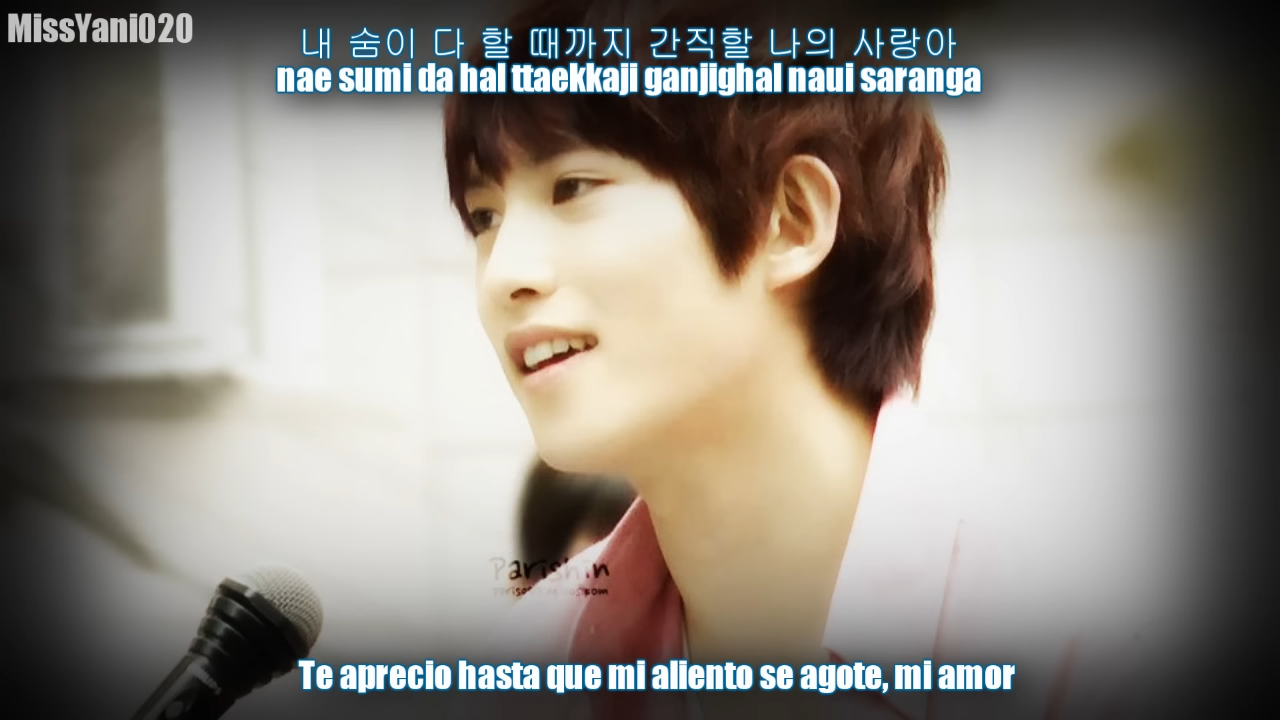 MissYani020
내 숨이 다 할 때까지 간직할 나의 사랑아
nae sumi da hal ttaekkaji ganjighal naui saranga
Parishin
Te aprecio hasta que mi aliento se agote, mi amor